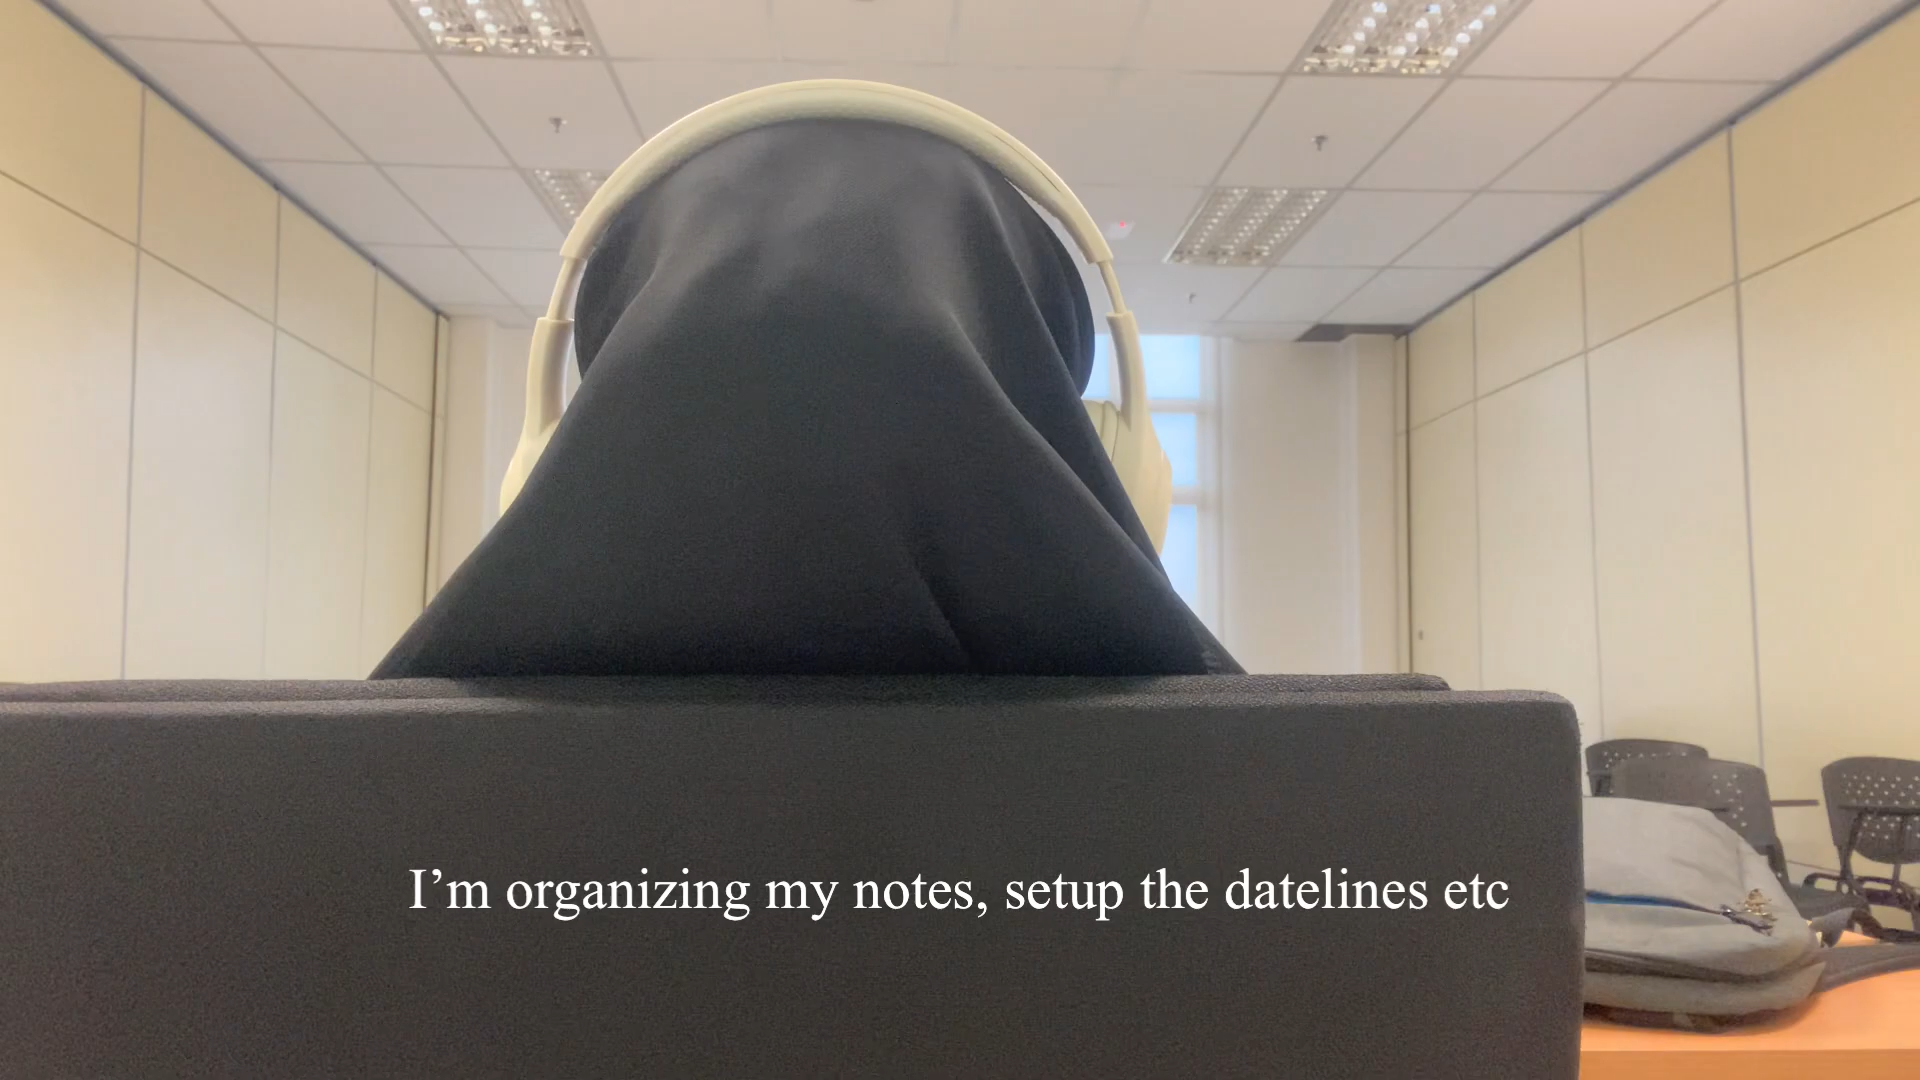 I’m organizing my notes, setup the datelines etc